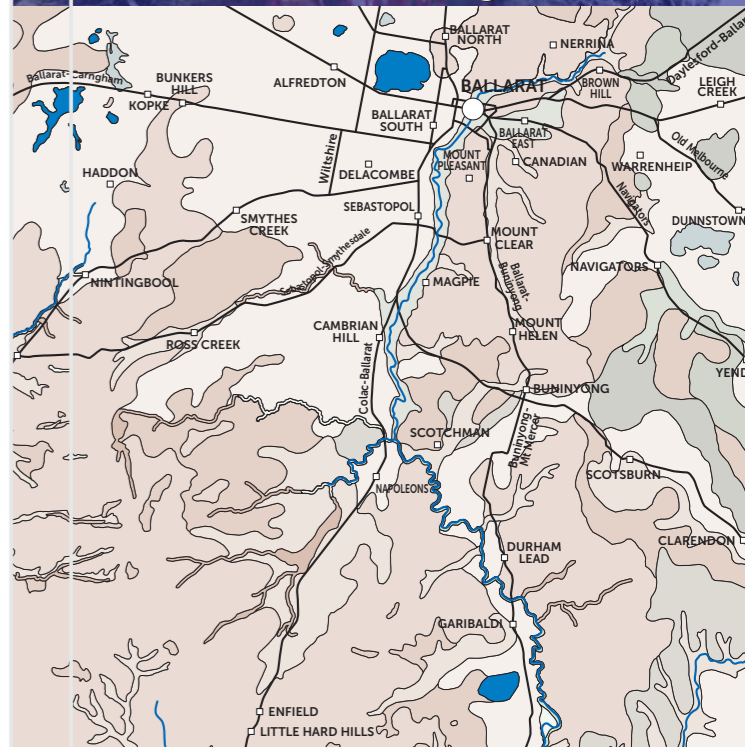 BALLARAT
NORTH
NERRINA
Daylesford-Balla
Ballarat-Carngham
BUNKERS
HILL
ALFREDTON
BALLARAT
BROWN
HILL
LEIGH
CREEK
KOPKE
BALLARAT
SOUTH
BALLARAT
EAST
Old Melbourne
Wiltshire
MOUNT
PLEASANT
CANADIAN
WARRENHEIP
HADDON
DELACOMBE
Navigators
SEBASTOPOL
SMYTHES
CREEK
DUNNSTOWN
MOUNT
CLEAR
Sebastopol-Smythesdale
NAVIGATORS
NINTINGBOOL
MAGPIE
Ballarat-
Buninyong
CAMBRIAN
HILL
MOUNT
HELEN
ROSS CREEK
YEND
Colac-Ballarat
BUNINYONG
SCOTCHMAN
Buninyong-
Mt Mercer
SCOTSBURN
NAPOLEONS
CLARENDON
DURHAM
LEAD
GARIBALDI
ENFIELD
LITTLE HARD HILLS